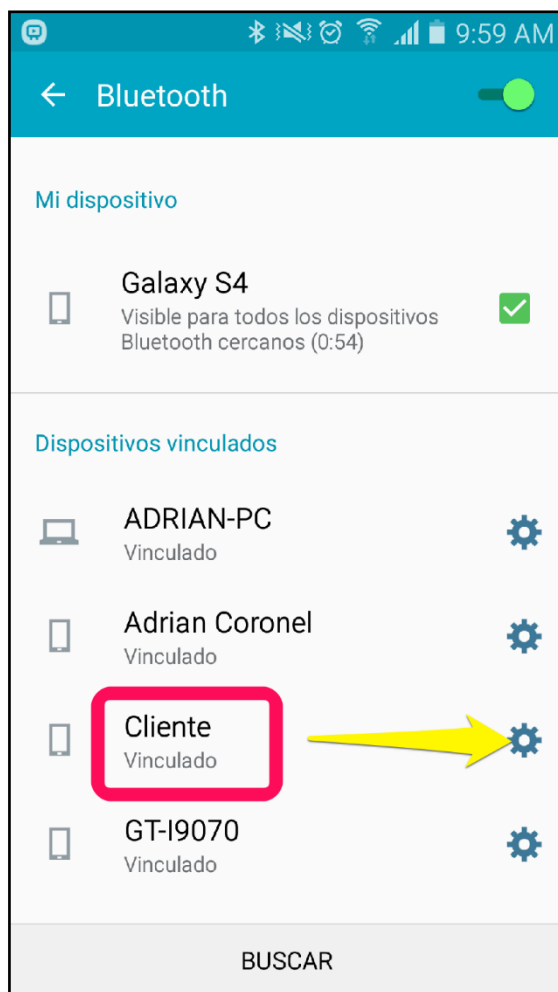 9:59 AM
Bluetooth
Mi dispositivo
Galaxy S4
Visible para todos los dispositivos
Bluetooth cercanos (0:54)
Dispositivos vinculados
ADRIAN-PC
Vinculado
Adrian Coronel
Vinculado
Cliente
Vinculado
GT-I9070
Vinculado
BUSCAR